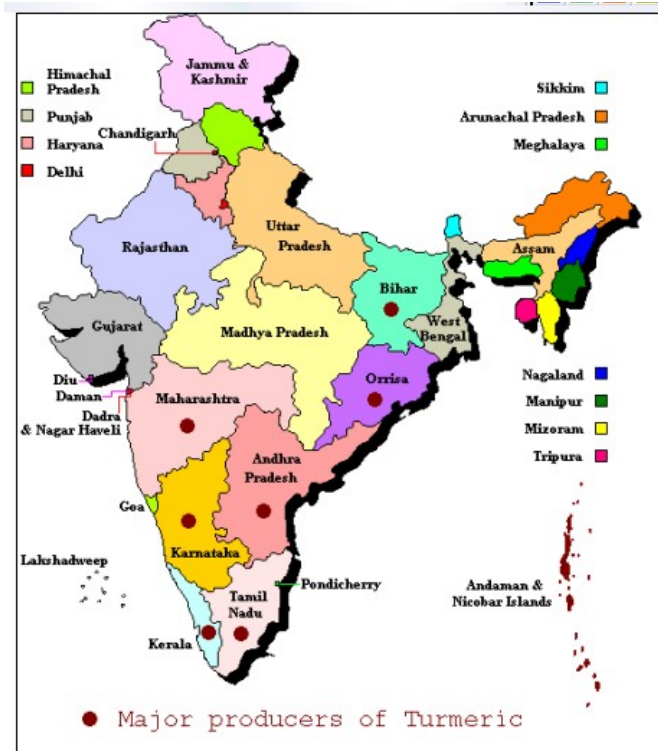 Jammu &
Kashmir
Himachal
Pradesh
Punjab
Chandigarh
Haryana
Delhi
Sikkim
Arunachal Pradesh
Meghalaya
Uttar
Pradesh
Rajasthan
Assam
Bihar
Gujarat
Madhya Pradesh
West
Bengal
Diu
Daman
Dadra
& Nagar Haveli
Maharashtra
Orrisa
Nagaland
Manipur
Mizoram
Tripura
Andhra
Pradesh
Goa
Karnataka
Lakshadweep
Pondicherry
Andaman &
Nicobar Islands
Tamil
Nadu
Kerala
Major producers of Turmeric